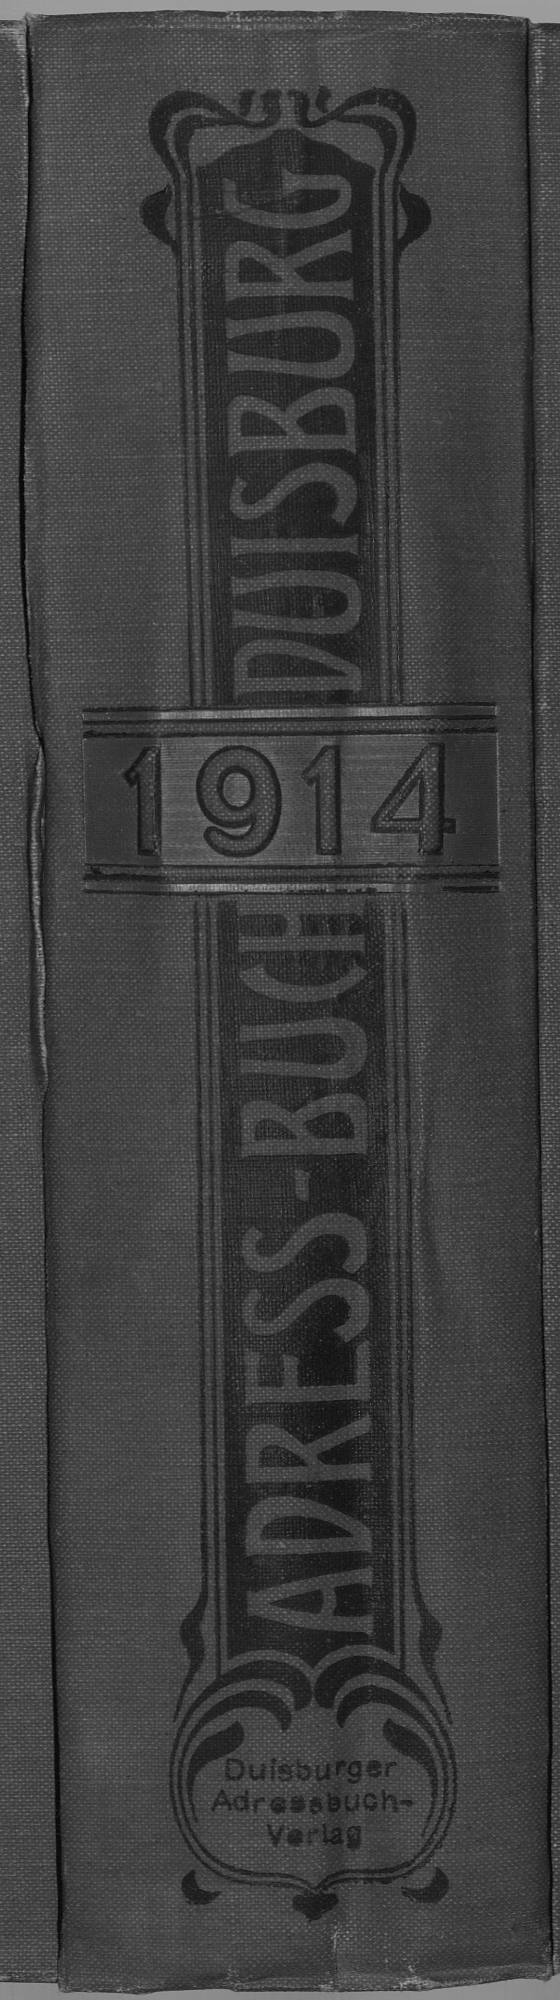 ADRESS-BUCH
1914
DUISBURG
Duisburger
Adressbuch-
Verlag